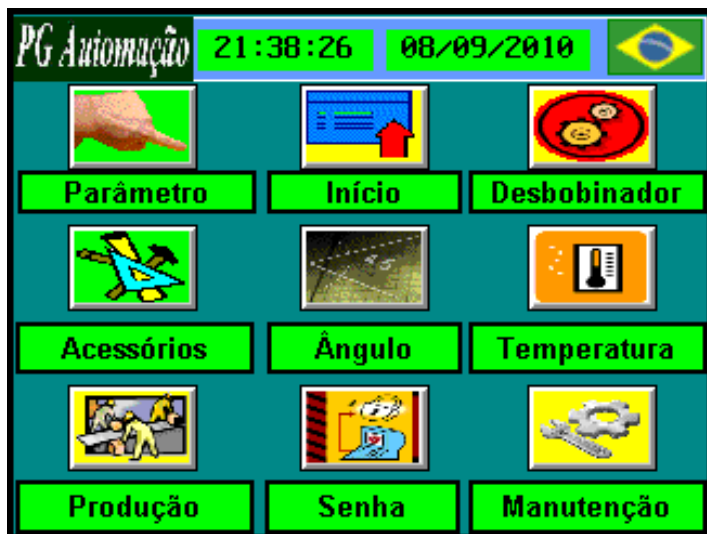 PG Automação 21:38:26 08/09/2010
Parâmetro Início Desbobinador
Acessórios Ângulo Temperatura
Produção Senha Manutenção